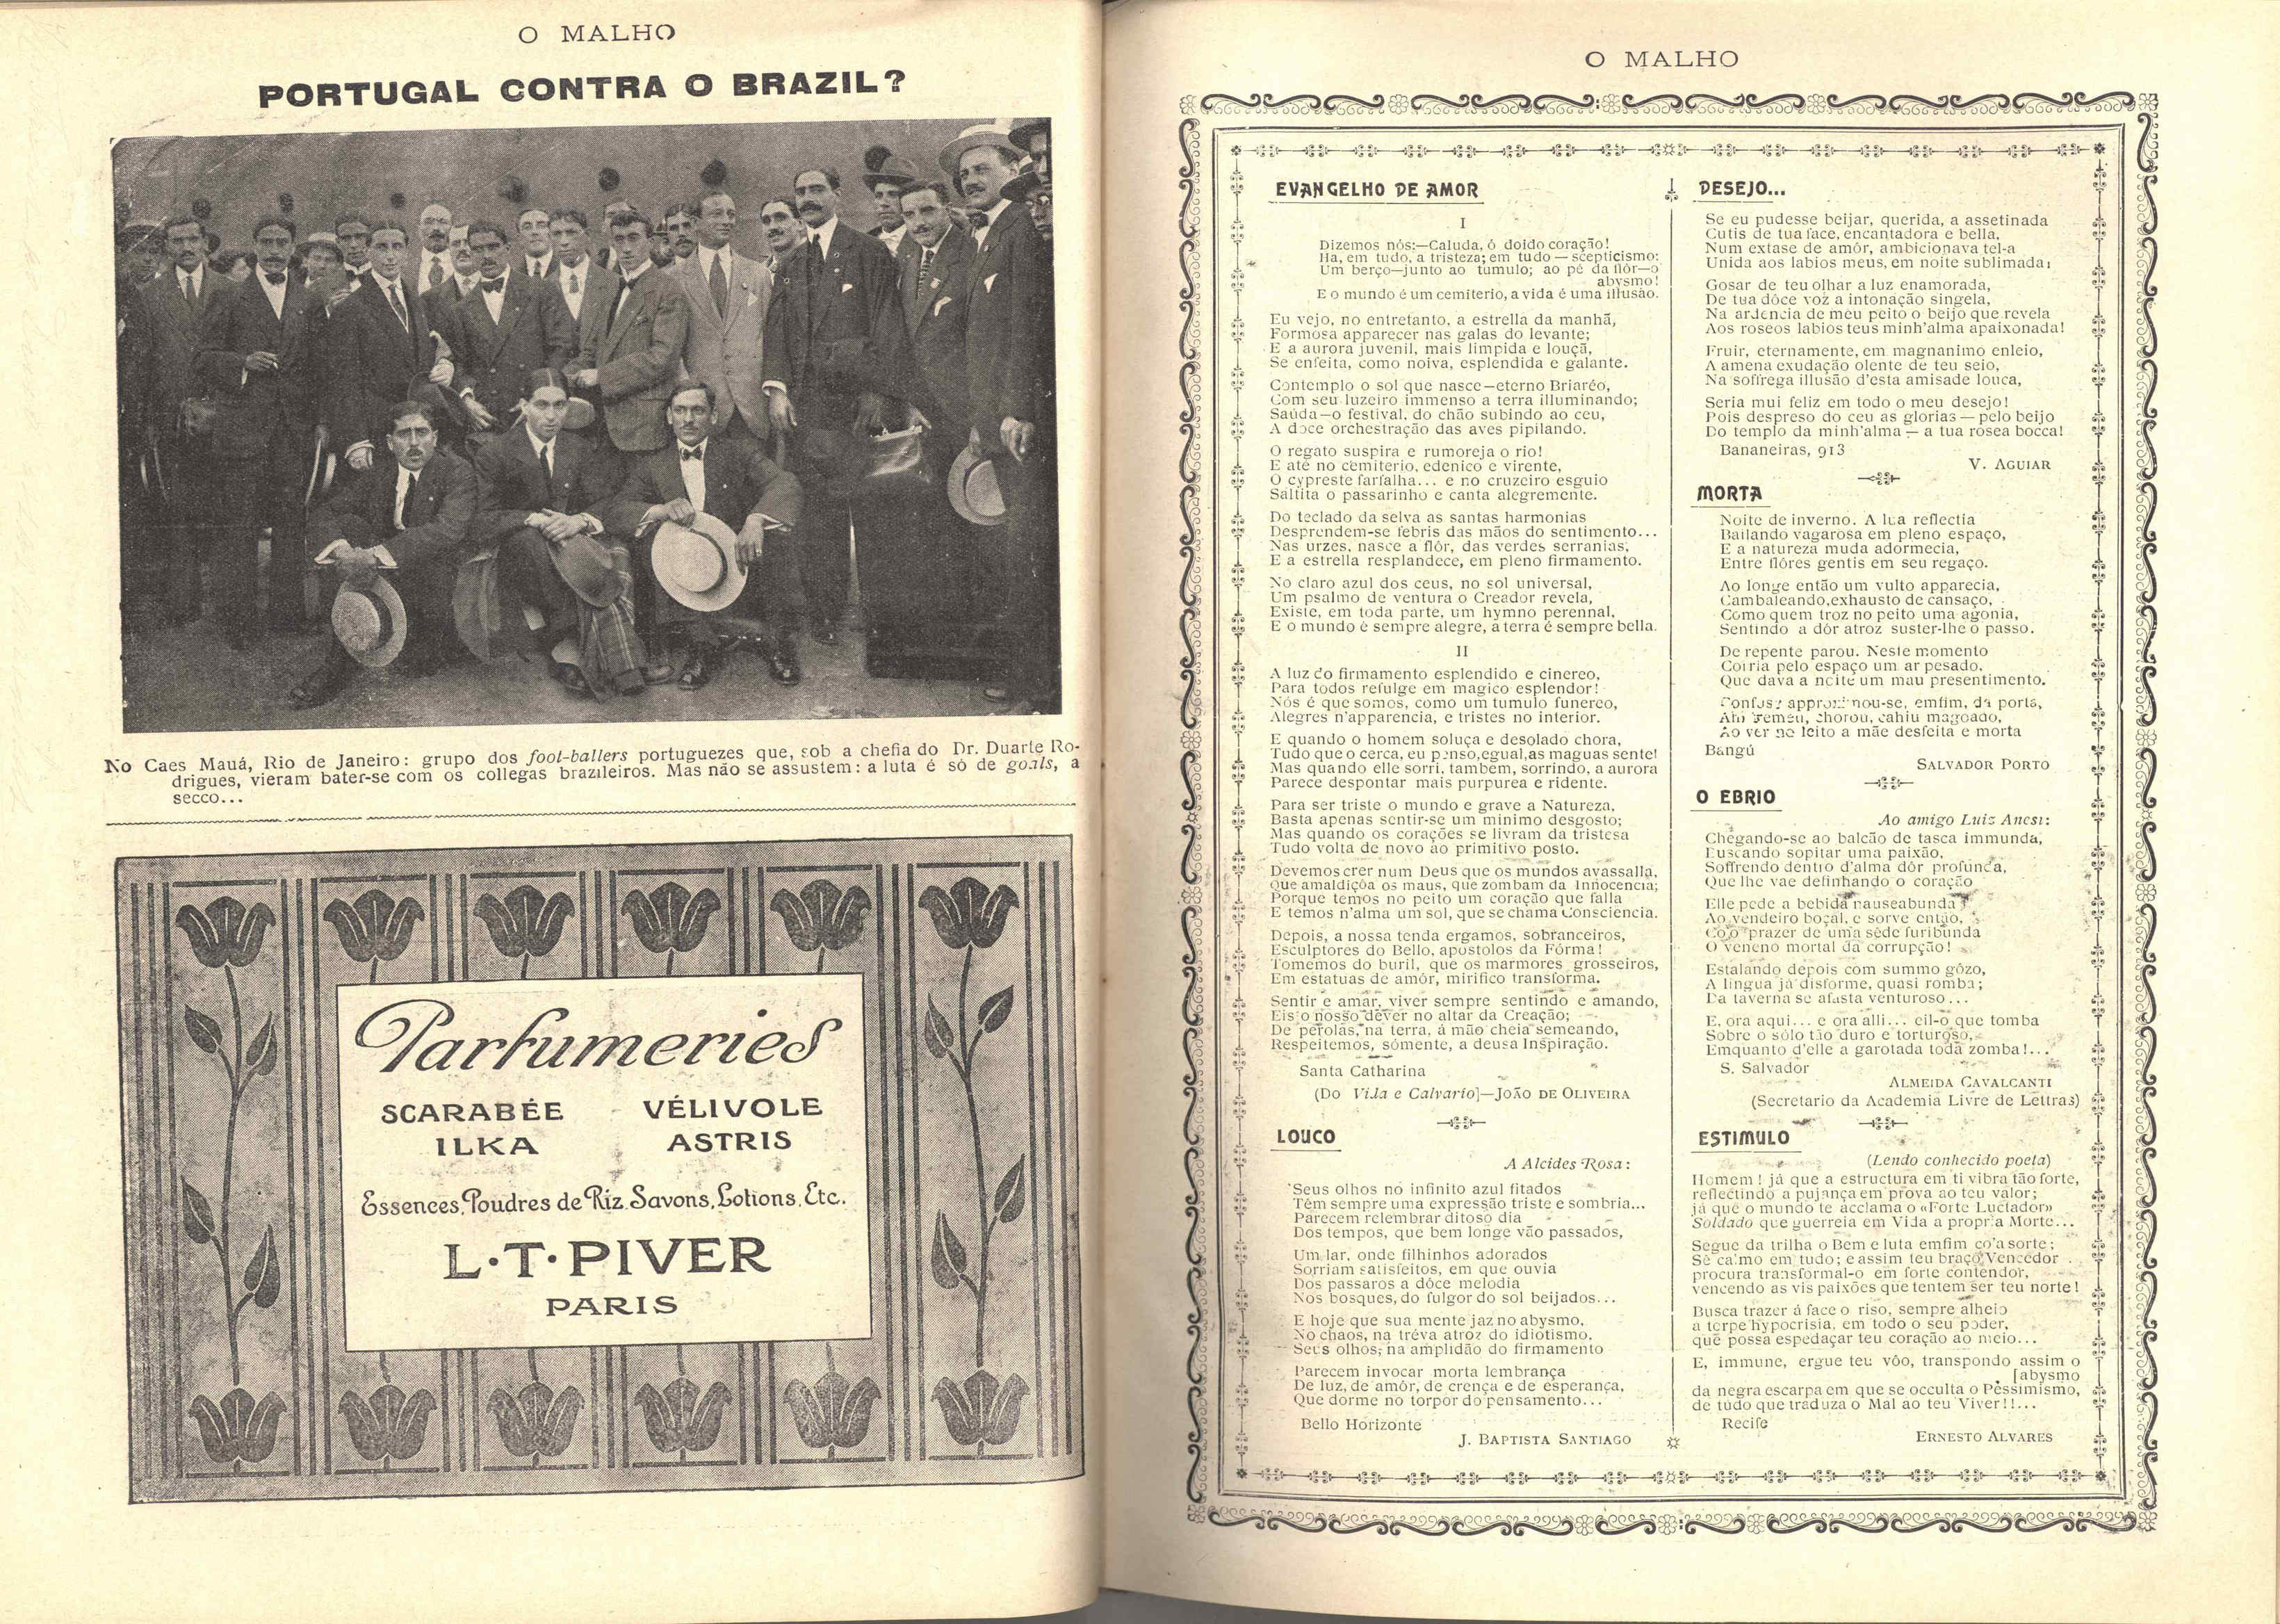 O MALHO
PORTUGAL CONTRA O BRAZIL?
No Caes Mauá, Rio de Janeiro: grupo dos foot-ballers portuguezes que, sob a chefia do Dr. Duarte Ro-
drigues, vieram bater-se com os collegas brazileiros. Mas não se assustem: a luta é só de goals, a
secco...
Parfumeries
SCARABÉE VÉLIVOLE
ILKA ASTRIS
Essences, Poudres de Riz, Savons, Lotions, Etc.
L·T·PIVER
PARIS
O MALHO
EVANGELHO DE AMOR
I
Dizemos nós:—Caluda, ó doido coração!
Ha, em tudo, a tristeza; em tudo — scepticismo:
Um berço—junto ao tumulo; ao pé da flôr—o
abysmo!
E o mundo é um cemiterio, a vida é uma illusão.
Eu vejo, no entretanto, a estrella da manhã,
Formosa apparecer nas galas do levante;
E a aurora juvenil, mais limpida e louçã,
Se enfeita, como noiva, esplendida e galante.
Contemplo o sol que nasce—eterno Briaréo,
Com seu luzeiro immenso a terra illuminando;
Saúda—o festival, do chão subindo ao ceu,
A doce orchestração das aves pipilando.
O regato suspira e rumoreja o rio!
E até no cemiterio, edenico e virente,
O cypreste farfalha... e no cruzeiro esguio
Saltita o passarinho e canta alegremente.
Do teclado da selva as santas harmonias
Desprendem-se febris das mãos do sentimento...
Nas urzes, nasce a flôr, das verdes serranias;
E a estrella resplandece, em pleno firmamento.
No claro azul dos ceus, no sol universal,
Um psalmo de ventura o Creador revela,
Existe, em toda parte, um hymno perennal,
E o mundo é sempre alegre, a terra é sempre bella.
II
A luz do firmamento esplendido e cinereo,
Para todos refulge em magico esplendor!
Nós é que somos, como um tumulo funereo,
Alegres n'apparencia, e tristes no interior.
E quando o homem soluça e desolado chora,
Tudo que o cerca, eu penso, egual, as maguas sente!
Mas quando elle sorri, tambem, sorrindo, a aurora
Parece despontar mais purpurea e ridente.
Para ser triste o mundo e grave a Natureza,
Basta apenas sentir-se um minimo desgosto;
Mas quando os corações se livram da tristesa
Tudo volta de novo ao primitivo posto.
Devemos crer num Deus que os mundos avassalla,
Que amaldiçôa os maus, que zombam da Innocencia;
Porque temos no peito um coração que falla
E temos n'alma um sol, que se chama Consciencia.
Depois, a nossa tenda ergamos, sobranceiros,
Esculptores do Bello, apostolos da Fórma!
Tomemos do buril, que os marmores grosseiros,
Em estatuas de amôr, mirifico transforma.
Sentir e amar, viver sempre sentindo e amando,
Eis o nosso dever no altar da Creação;
De perolas, na terra, á mão cheia semeando,
Respeitemos, sómente, a deusa Inspiração.
Santa Catharina
(Do Vida e Calvario)—JOÃO DE OLIVEIRA
LOUCO
A Alcides Rosa:
Seus olhos no infinito azul fitados
Têm sempre uma expressão triste e sombria...
Parecem relembrar ditoso dia
Dos tempos, que bem longe vão passados,
Um lar, onde filhinhos adorados
Sorriam satisfeitos, em que ouvia
Dos passaros a dôce melodia
Nos bosques, do fulgor do sol beijados...
E hoje que sua mente jaz no abysmo,
No chaos, na tréva atroz do idiotismo,
Seus olhos, na amplidão do firmamento
Parecem invocar morta lembrança
De luz, de amôr, de crença e de esperança,
Que dorme no torpor do pensamento...
Bello Horizonte
J. BAPTISTA SANTIAGO
DESEJO...
Se eu pudesse beijar, querida, a assetinada
Cutis de tua face, encantadora e bella,
Num extase de amôr, ambicionava tel-a
Unida aos labios meus, em noite sublimada;
Gosar de teu olhar a luz enamorada,
De tua dôce voz a intonação singela,
Na ardencia de meu peito o beijo que revela
Aos roseos labios teus minh'alma apaixonada!
Fruir, eternamente, em magnanimo enleio,
A amena exudação olente de teu seio,
Na soffrega illusão d'esta amisade louca,
Seria mui feliz em todo o meu desejo!
Pois despreso do ceu as glorias — pelo beijo
Do templo da minh'alma — a tua rosea bocca!
Bananeiras, 913
V. AGUIAR
MORTA
Noite de inverno. A lua reflectia
Bailando vagarosa em pleno espaço,
E a natureza muda adormecia,
Entre flôres gentis em seu regaço.
Ao longe então um vulto apparecia,
Cambaleando, exhausto de cansaço,
Como quem troz no peito uma agonia,
Sentindo a dôr atroz suster-lhe o passo.
De repente parou. Neste momento
Corria pelo espaço um ar pesado,
Que dava a noite um mau presentimento.
Confuso approximou-se, emfim, da porta,
Ahi tremeu, chorou, cahiu magoado,
Ao ver no leito a mãe desfeita e morta
Bangú
SALVADOR PORTO
O EBRIO
Ao amigo Luiz Anesi:
Chegando-se ao balcão de tasca immunda,
Buscando sopitar uma paixão,
Soffrendo dentro d'alma dôr profunda,
Que lhe vae definhando o coração
Elle pede a bebida nauseabunda
Ao vendeiro boçal, e sorve então,
Co'o prazer de uma sêde furibunda
O veneno mortal da corrupção!
Estalando depois com summo gôzo,
A lingua já disforme, quasi romba;
Da taverna se afasta venturoso...
E, ora aqui... e ora alli... eil-o que tomba
Sobre o sólo tão duro e torturoso,
Emquanto d'elle a garotada toda zomba!...
S. Salvador
ALMEIDA CAVALCANTI
(Secretario da Academia Livre de Lettras)
ESTIMULO
(Lendo conhecido poeta)
Homem! já que a estructura em ti vibra tão forte,
reflectindo a pujança em prova ao teu valor;
já que o mundo te acclama o «Forte Luctador»
Soldado que guerreia em Vida a propria Morte...
Segue da trilha o Bem e luta emfim co'a sorte;
Sê calmo em tudo; e assim teu braço Vencedor
procura transformal-o em forte contendor,
vencendo as vis paixões que tentem ser teu norte!
Busca trazer á face o riso, sempre alheio
a torpe hypocrisia, em todo o seu poder,
que possa espedaçar teu coração ao meio...
E, immune, ergue teu vôo, transpondo assim o
[abysmo
da negra escarpa em que se occulta o Pessimismo,
de tudo que traduza o Mal ao teu Viver!!...
Recife
ERNESTO ALVARES